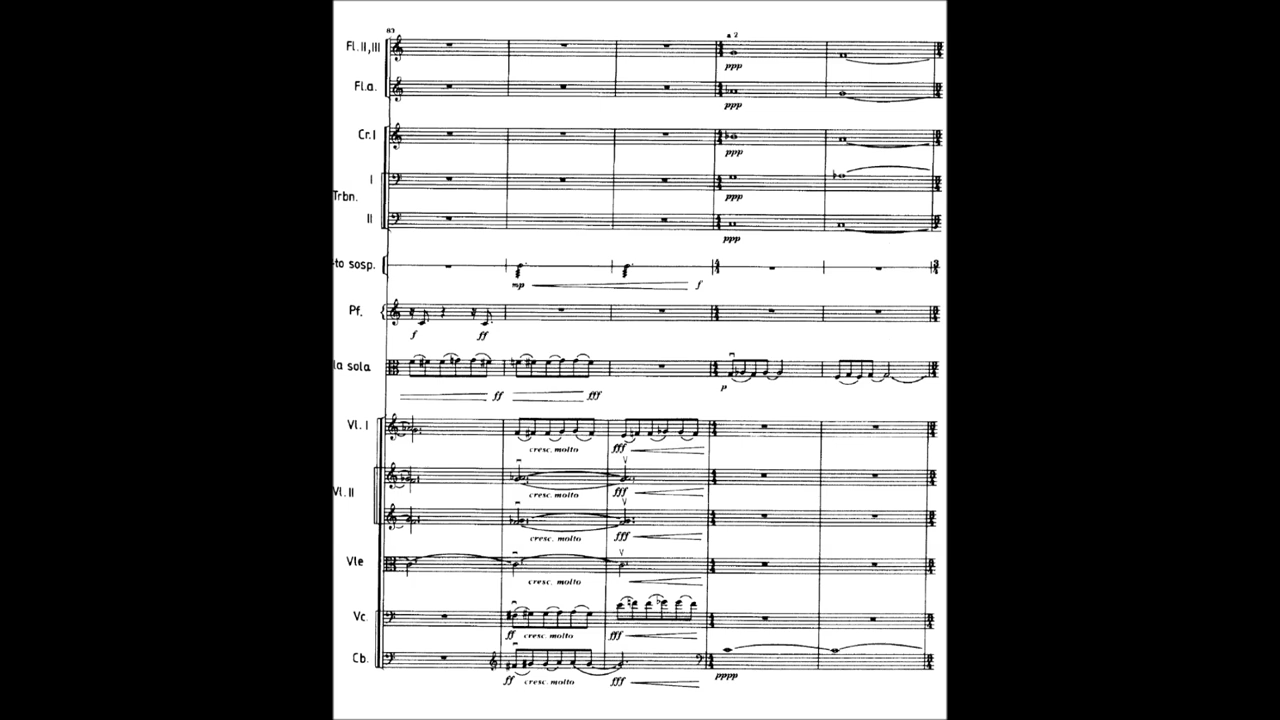 83
Fl. II, III a 2
ppp
Fl.a.
ppp
Cr. I
ppp
I
Trbn. ppp
II
ppp
-to sosp.
mp f
Pf.
f ff
la sola
ff fff p
Vl. I
cresc. molto fff
Vl. II
cresc. molto fff
cresc. molto fff
Vle
cresc. molto
Vc.
ff cresc. molto fff
Cb.
ff cresc. molto fff pppp